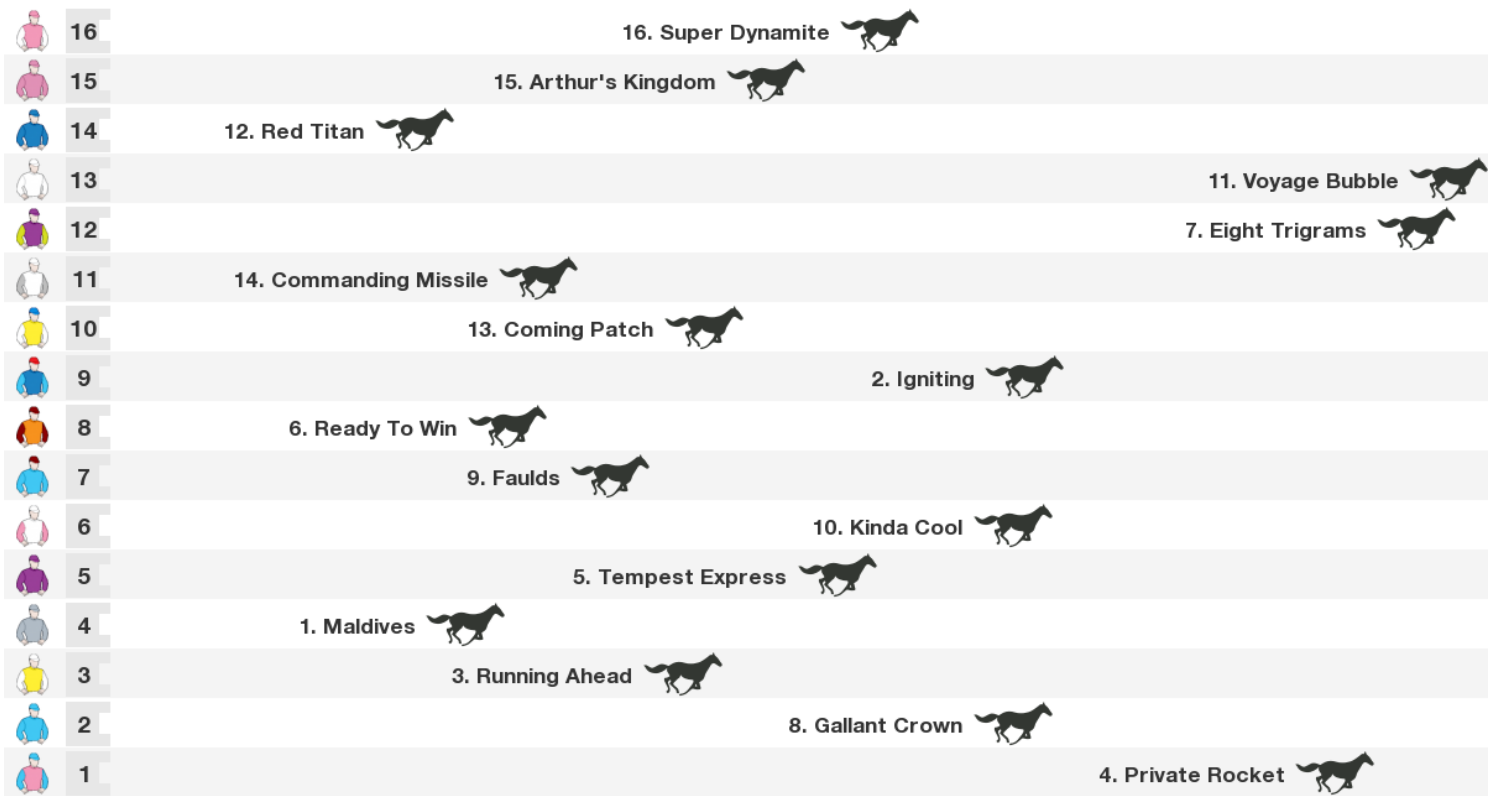 16 16. Super Dynamite
15 15. Arthur's Kingdom
14 12. Red Titan
13 11. Voyage Bubble
12 7. Eight Trigrams
11 14. Commanding Missile
10 13. Coming Patch
9 2. Igniting
8 6. Ready To Win
7 9. Faulds
6 10. Kinda Cool
5 5. Tempest Express
4 1. Maldives
3 3. Running Ahead
2 8. Gallant Crown
1 4. Private Rocket